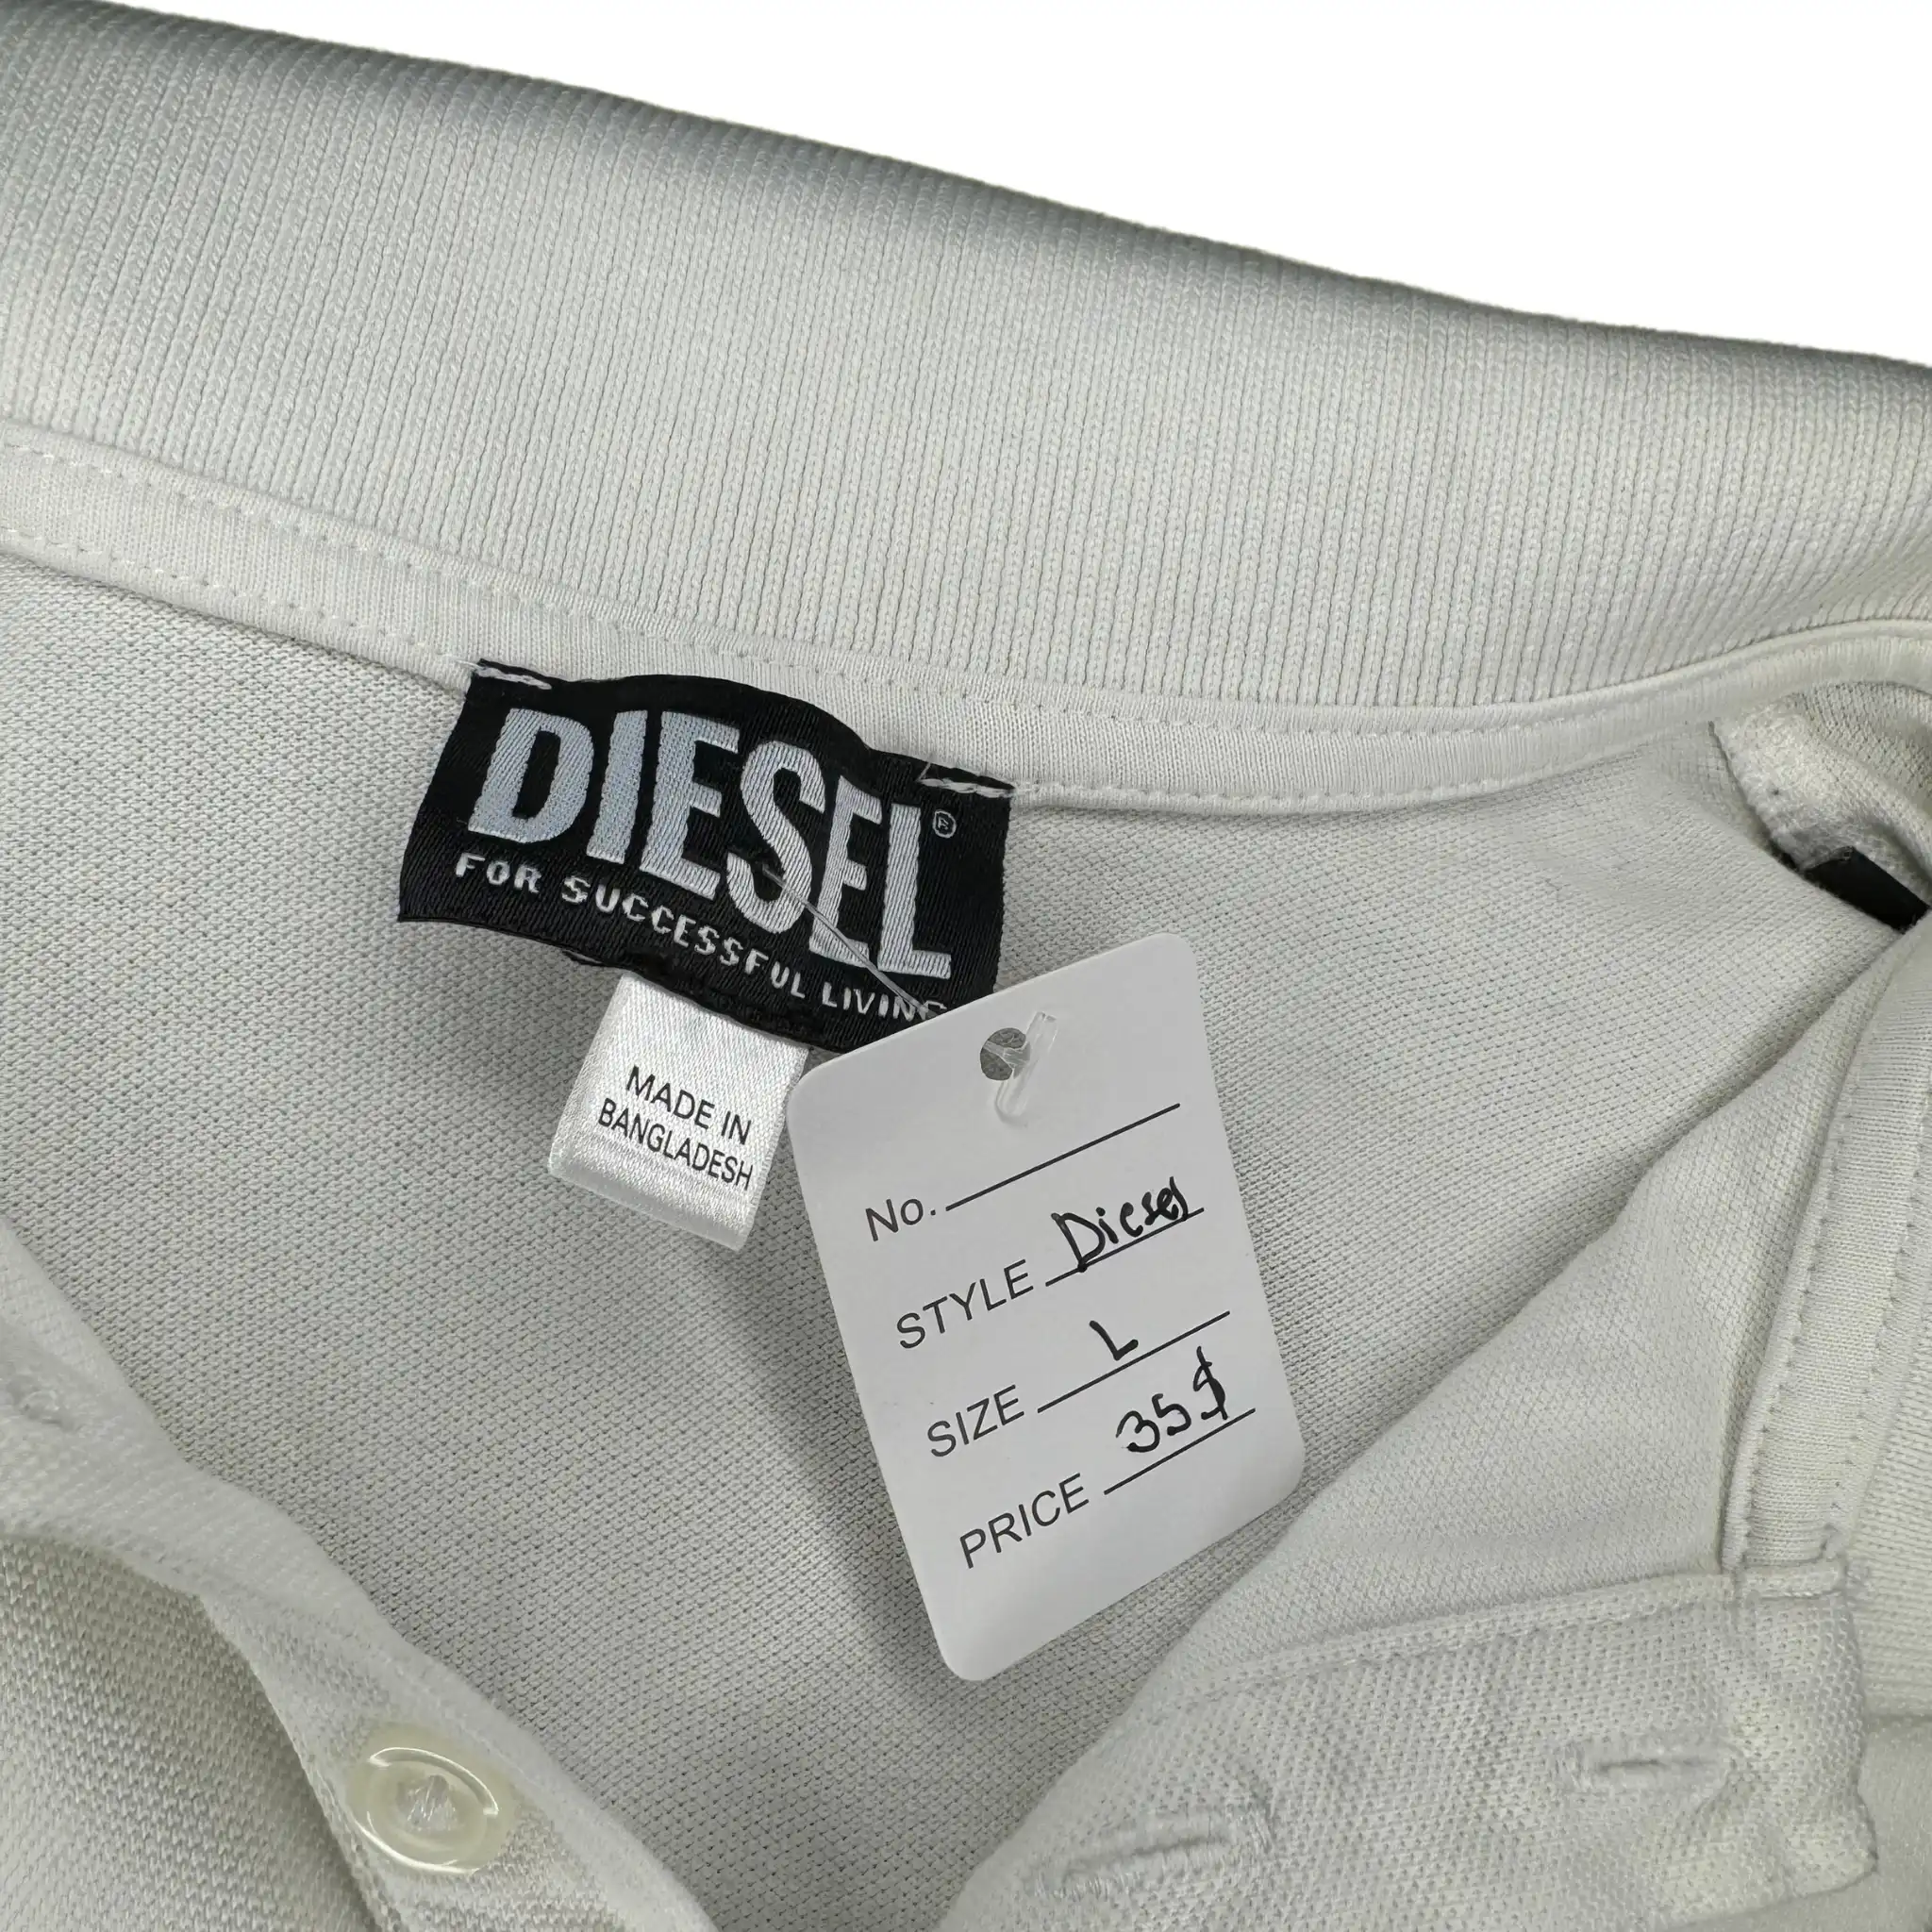 DIESEL®
FOR SUCCESSFUL LIVING
MADE IN
BANGLADESH
No.
STYLE Diesel
SIZE L
PRICE 35$